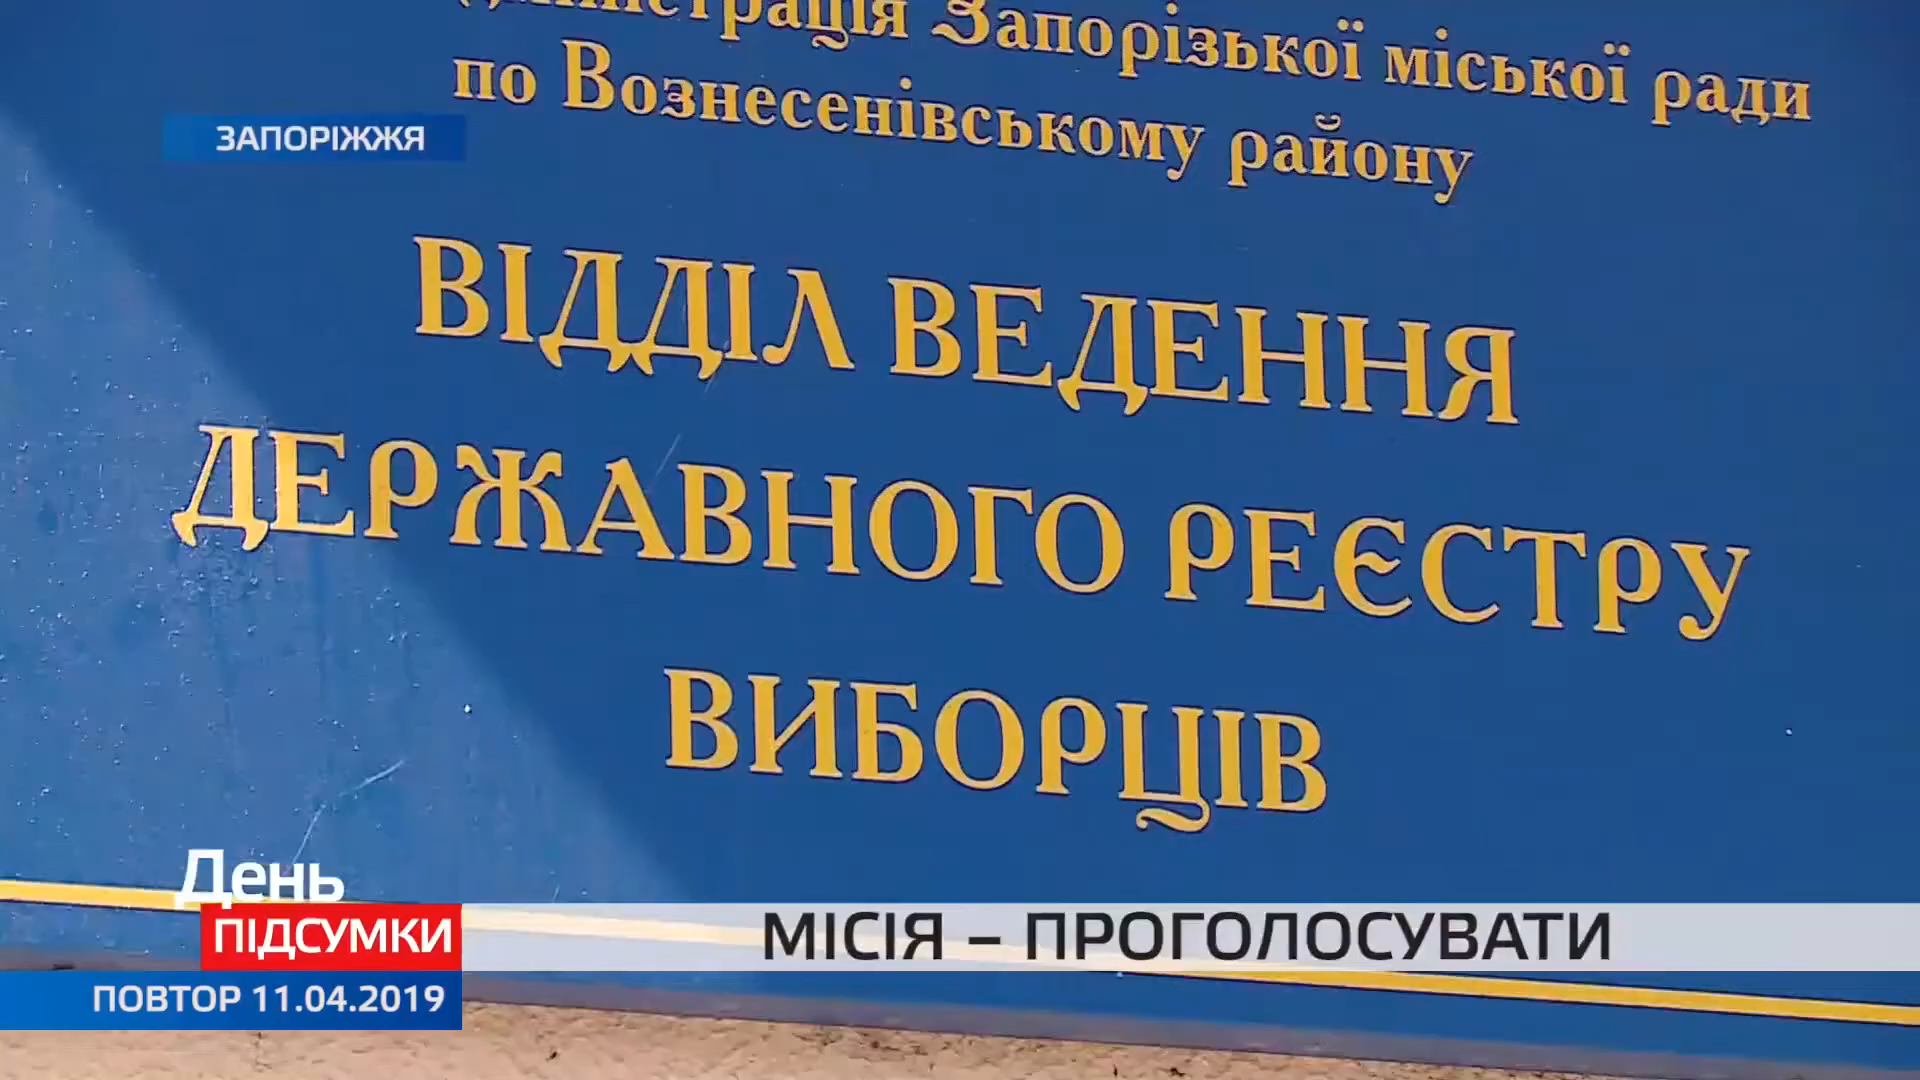 Запорізької міської ради
по Вознесенівському району
ЗАПОРІЖЖЯ
ВІДДІЛ ВЕДЕННЯ
ДЕРЖАВНОГО РЕЄСТРУ
ВИБОРЦІВ
День
ПІДСУМКИ
МІСІЯ – ПРОГОЛОСУВАТИ
ПОВТОР 11.04.2019